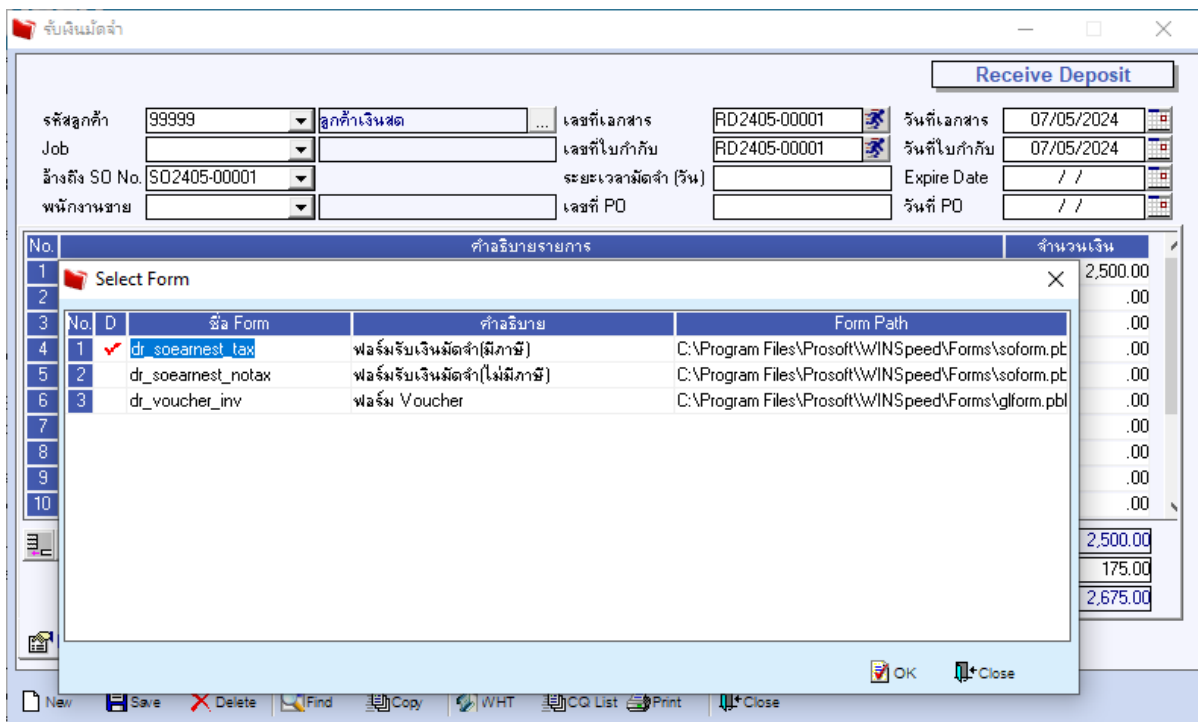 รับเงินมัดจำ
Receive Deposit
รหัสลูกค้า 99999 ลูกค้าเงินสด ... เลขที่เอกสาร RD2405-00001 วันที่เอกสาร 07/05/2024
Job เลขที่ใบกำกับ RD2405-00001 วันที่ใบกำกับ 07/05/2024
อ้างถึง SO No. SO2405-00001 ระยะเวลามัดจำ (วัน) Expire Date / /
พนักงานขาย เลขที่ PO วันที่ PO / /
No. คำอธิบายรายการ จำนวนเงิน
1 2,500.00
2 .00
3 .00
4 .00
5 .00
6 .00
7 .00
8 .00
9 .00
10 .00
2,500.00
175.00
2,675.00
Select Form
No. D ชื่อ Form คำอธิบาย Form Path
1 dr_soearnest_tax ฟอร์มรับเงินมัดจำ(มีภาษี) C:\Program Files\Prosoft\WINSpeed\Forms\soform.pb
2 dr_soearnest_notax ฟอร์มรับเงินมัดจำ(ไม่มีภาษี) C:\Program Files\Prosoft\WINSpeed\Forms\soform.pb
3 dr_voucher_inv ฟอร์ม Voucher C:\Program Files\Prosoft\WINSpeed\Forms\glform.pbl
OK Close
New Save Delete Find Copy WHT CQ List Print Close